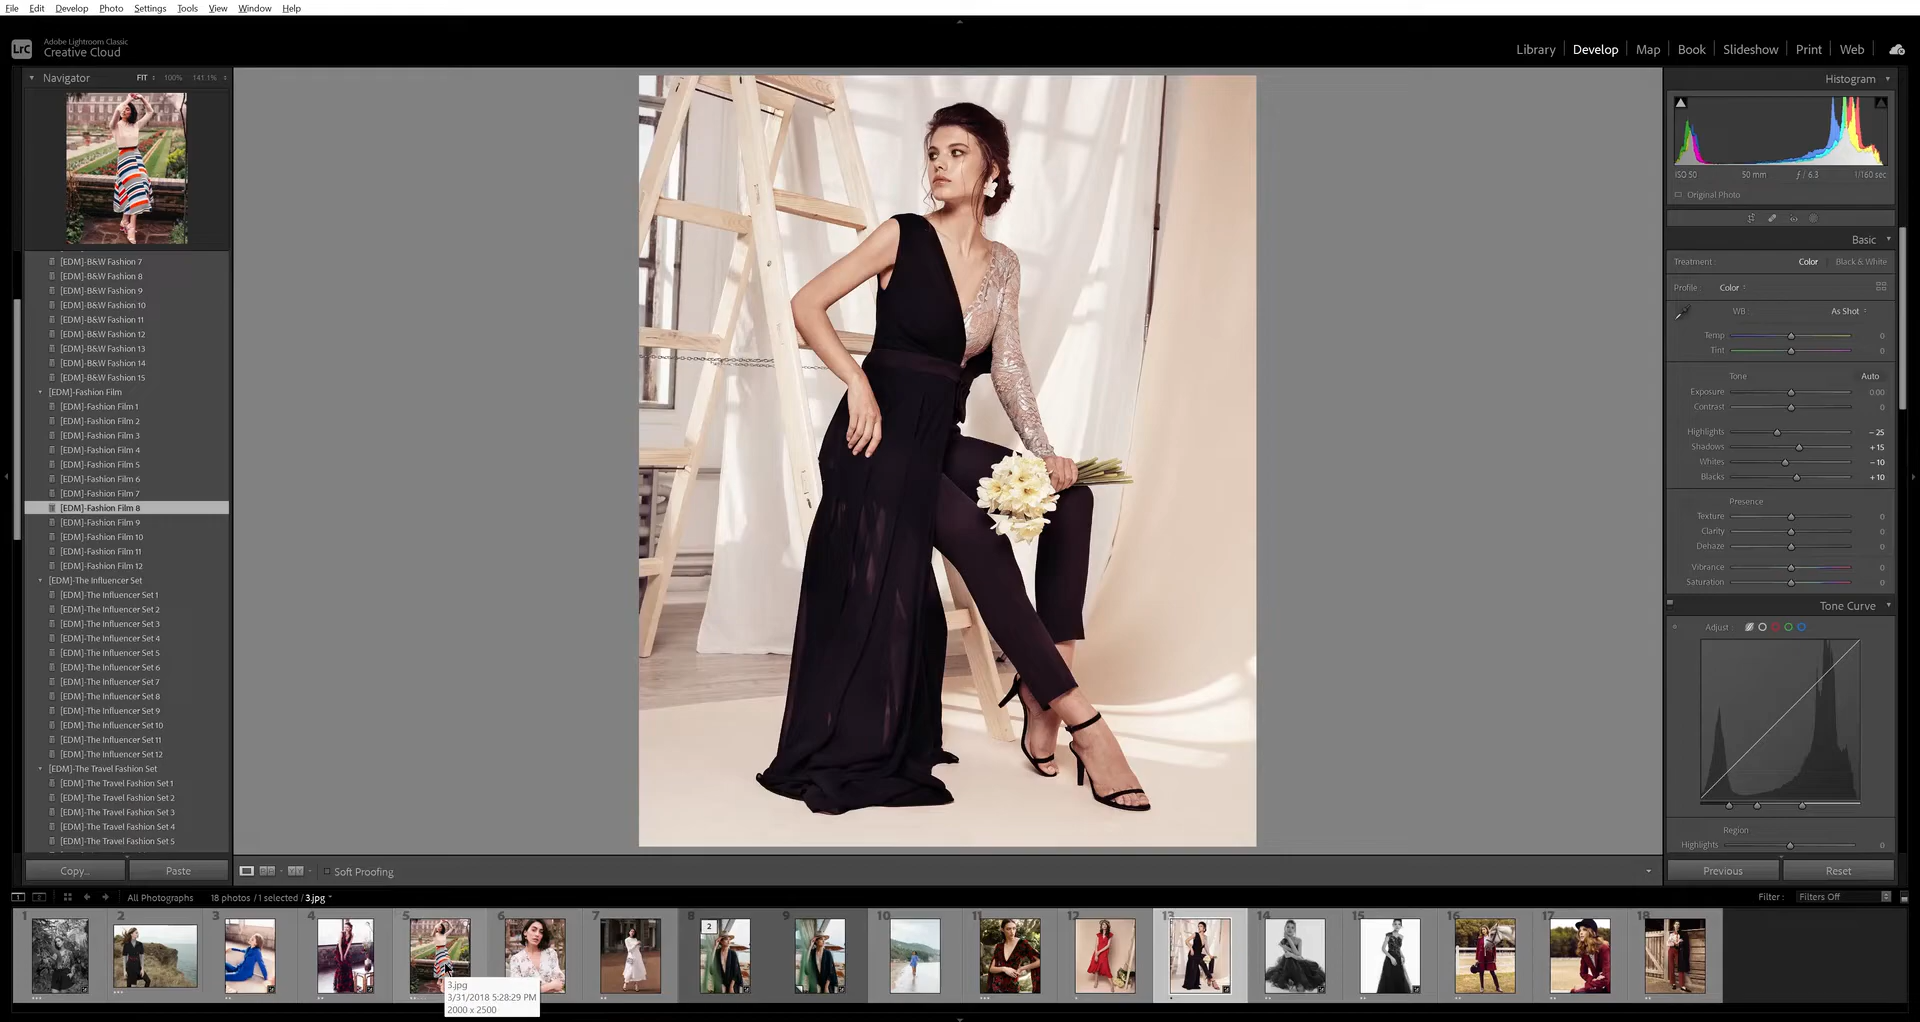 File Edit Develop Photo Settings Tools View Window Help
LrC
Adobe Lightroom Classic
Creative Cloud
Library Develop Map Book Slideshow Print Web
Navigator FIT 100% 141.1%
[EDM]-B&W Fashion 7
[EDM]-B&W Fashion 8
[EDM]-B&W Fashion 9
[EDM]-B&W Fashion 10
[EDM]-B&W Fashion 11
[EDM]-B&W Fashion 12
[EDM]-B&W Fashion 13
[EDM]-B&W Fashion 14
[EDM]-B&W Fashion 15
[EDM]-Fashion Film
[EDM]-Fashion Film 1
[EDM]-Fashion Film 2
[EDM]-Fashion Film 3
[EDM]-Fashion Film 4
[EDM]-Fashion Film 5
[EDM]-Fashion Film 6
[EDM]-Fashion Film 7
[EDM]-Fashion Film 8
[EDM]-Fashion Film 9
[EDM]-Fashion Film 10
[EDM]-Fashion Film 11
[EDM]-Fashion Film 12
[EDM]-The Influencer Set
[EDM]-The Influencer Set 1
[EDM]-The Influencer Set 2
[EDM]-The Influencer Set 3
[EDM]-The Influencer Set 4
[EDM]-The Influencer Set 5
[EDM]-The Influencer Set 6
[EDM]-The Influencer Set 7
[EDM]-The Influencer Set 8
[EDM]-The Influencer Set 9
[EDM]-The Influencer Set 10
[EDM]-The Influencer Set 11
[EDM]-The Influencer Set 12
[EDM]-The Travel Fashion Set
[EDM]-The Travel Fashion Set 1
[EDM]-The Travel Fashion Set 2
[EDM]-The Travel Fashion Set 3
[EDM]-The Travel Fashion Set 4
[EDM]-The Travel Fashion Set 5
Copy... Paste
Soft Proofing
Histogram
ISO 50 50 mm ƒ / 6.3 1/160 sec
Original Photo
Basic
Treatment : Color Black & White
Profile : Color
WB: As Shot
Temp 0
Tint 0
Tone Auto
Exposure 0.00
Contrast 0
Highlights − 25
Shadows + 15
Whites − 10
Blacks + 10
Presence
Texture 0
Clarity 0
Dehaze 0
Vibrance 0
Saturation 0
Tone Curve
Adjust :
Region
Highlights 0
Previous Reset
1 2 All Photographs 18 photos / 1 selected / 3.jpg Filter : Filters Off
1 2 3 4 5 6 7 8 9 10 11 12 13 14 15 16 17 18
2
3.jpg
3/31/2018 5:28:29 PM
2000 x 2500